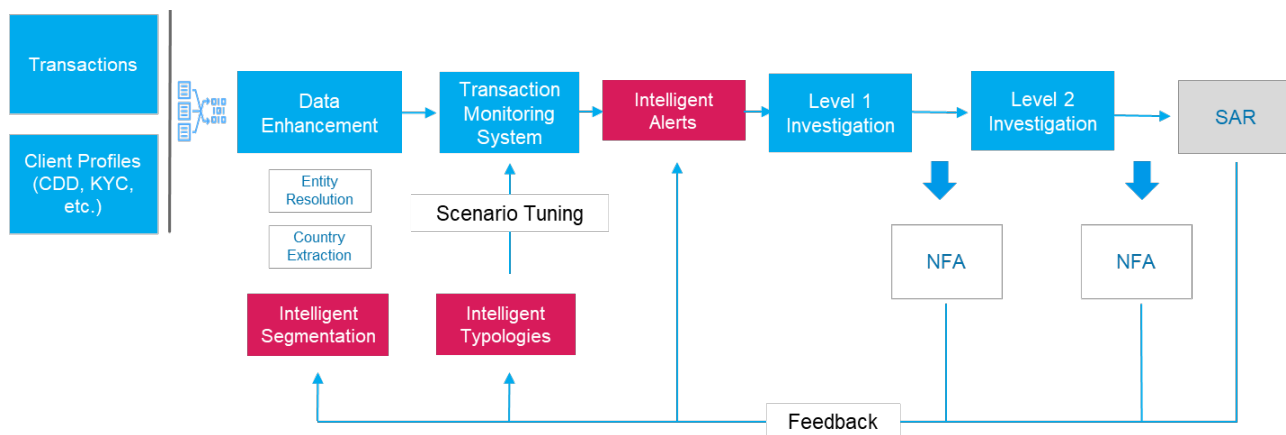 Transactions
Client Profiles
(CDD, KYC,
etc.)
Data
Enhancement
Entity
Resolution
Country
Extraction
Intelligent
Segmentation
Transaction
Monitoring
System
Scenario Tuning
Intelligent
Typologies
Intelligent
Alerts
Level 1
Investigation
Level 2
Investigation
SAR
NFA
NFA
Feedback